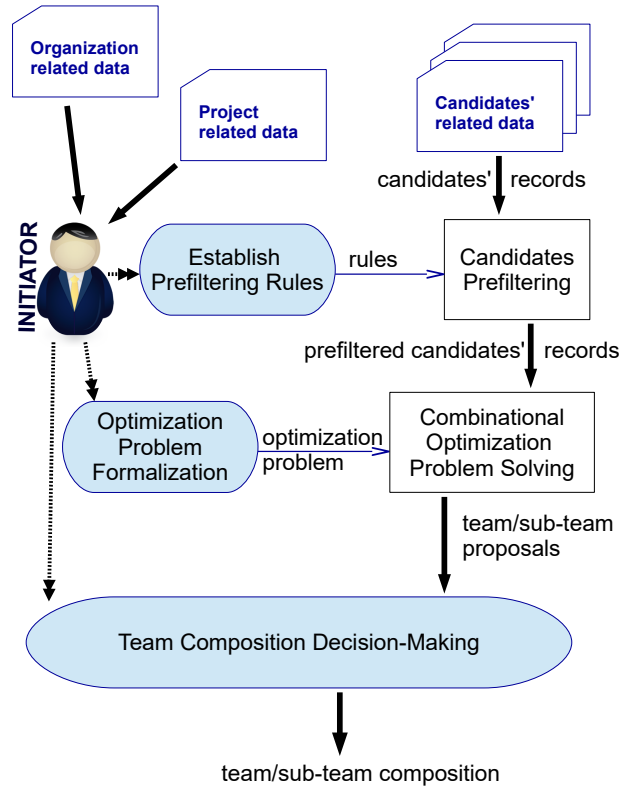 Organization
related data
Project
related data
Candidates'
related data
candidates' records
INITIATOR
Establish
Prefiltering Rules
rules
Candidates
Prefiltering
prefiltered candidates' records
Optimization
Problem
Formalization
optimization
problem
Combinational
Optimization
Problem Solving
team/sub-team
proposals
Team Composition Decision-Making
team/sub-team composition